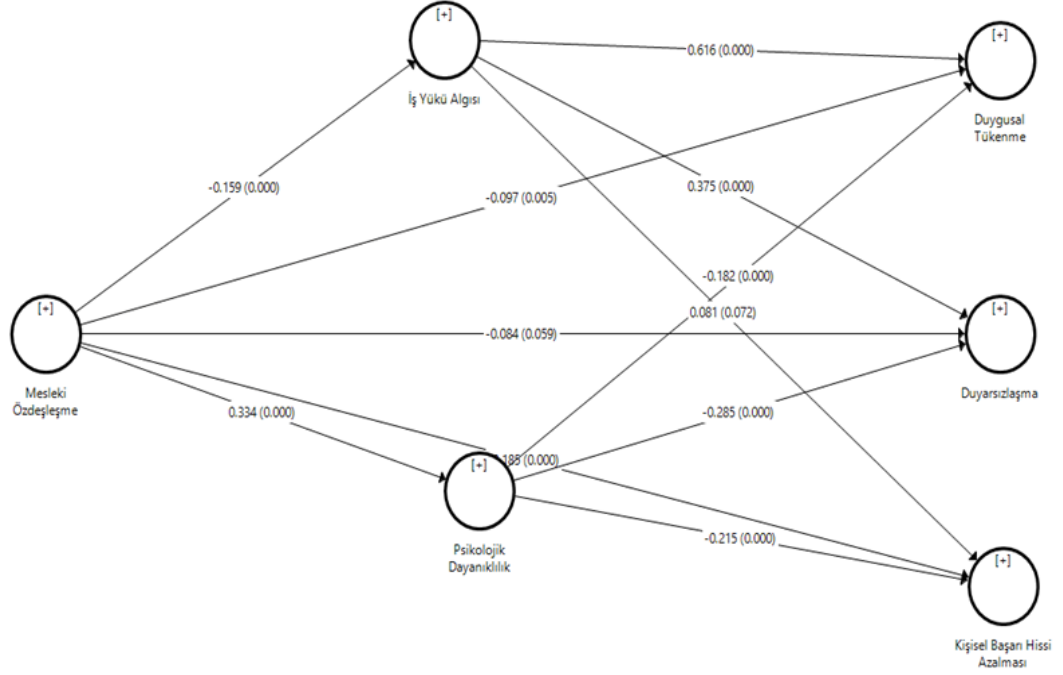 [+]
İş Yükü Algısı
[+]
Duygusal
Tükenme
0.616 (0.000)
-0.159 (0.000)
-0.097 (0.005)
0.375 (0.000)
-0.182 (0.000)
0.081 (0.072)
[+]
Mesleki
Özdeşleşme
-0.084 (0.059)
[+]
Duyarsızlaşma
0.334 (0.000)
-0.285 (0.000)
[+]
(0.000)
Psikolojik
Dayanıklılık
-0.215 (0.000)
[+]
Kişisel Başarı Hissi
Azalması